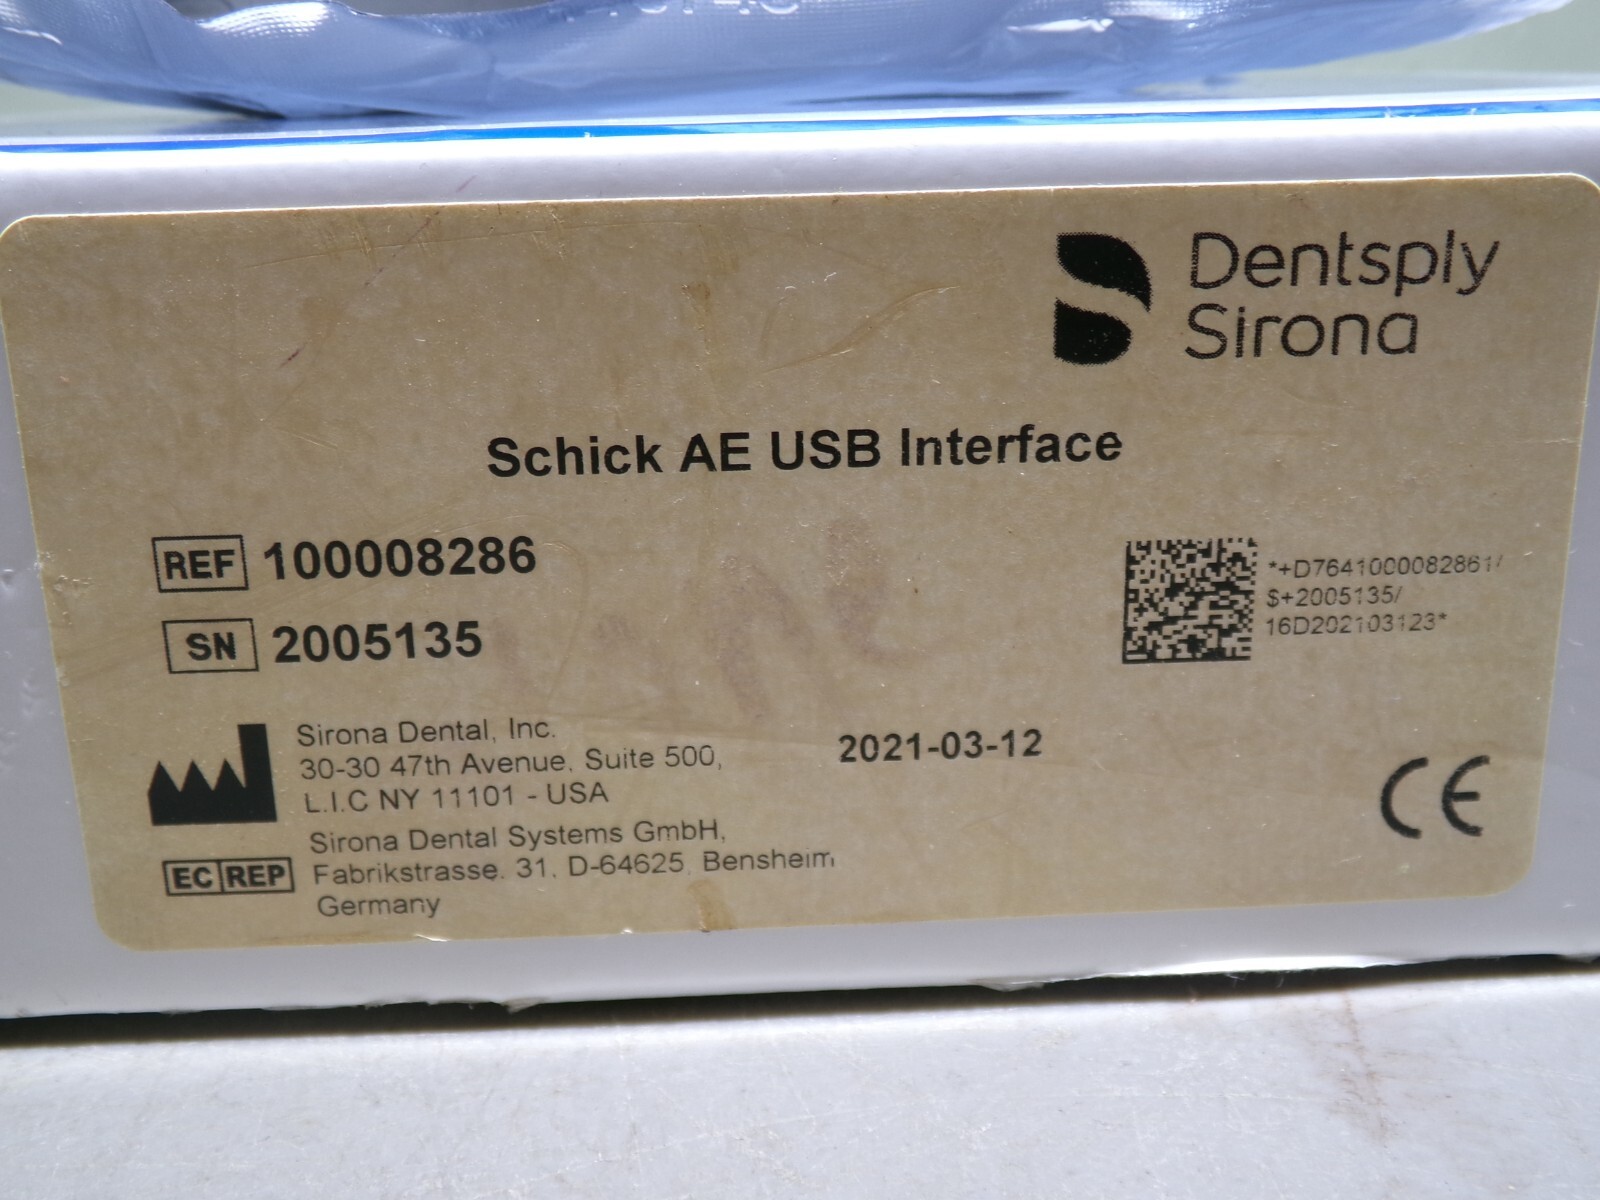 Dentsply
Sirona
Schick AE USB Interface
REF 100008286
SN 2005135
*+D7641000082861/
$+2005135/
16D202103123*
Sirona Dental, Inc.
30-30 47th Avenue, Suite 500,
L.I.C NY 11101 - USA
2021-03-12
CE
EC REP
Sirona Dental Systems GmbH,
Fabrikstrasse. 31, D-64625, Bensheim
Germany